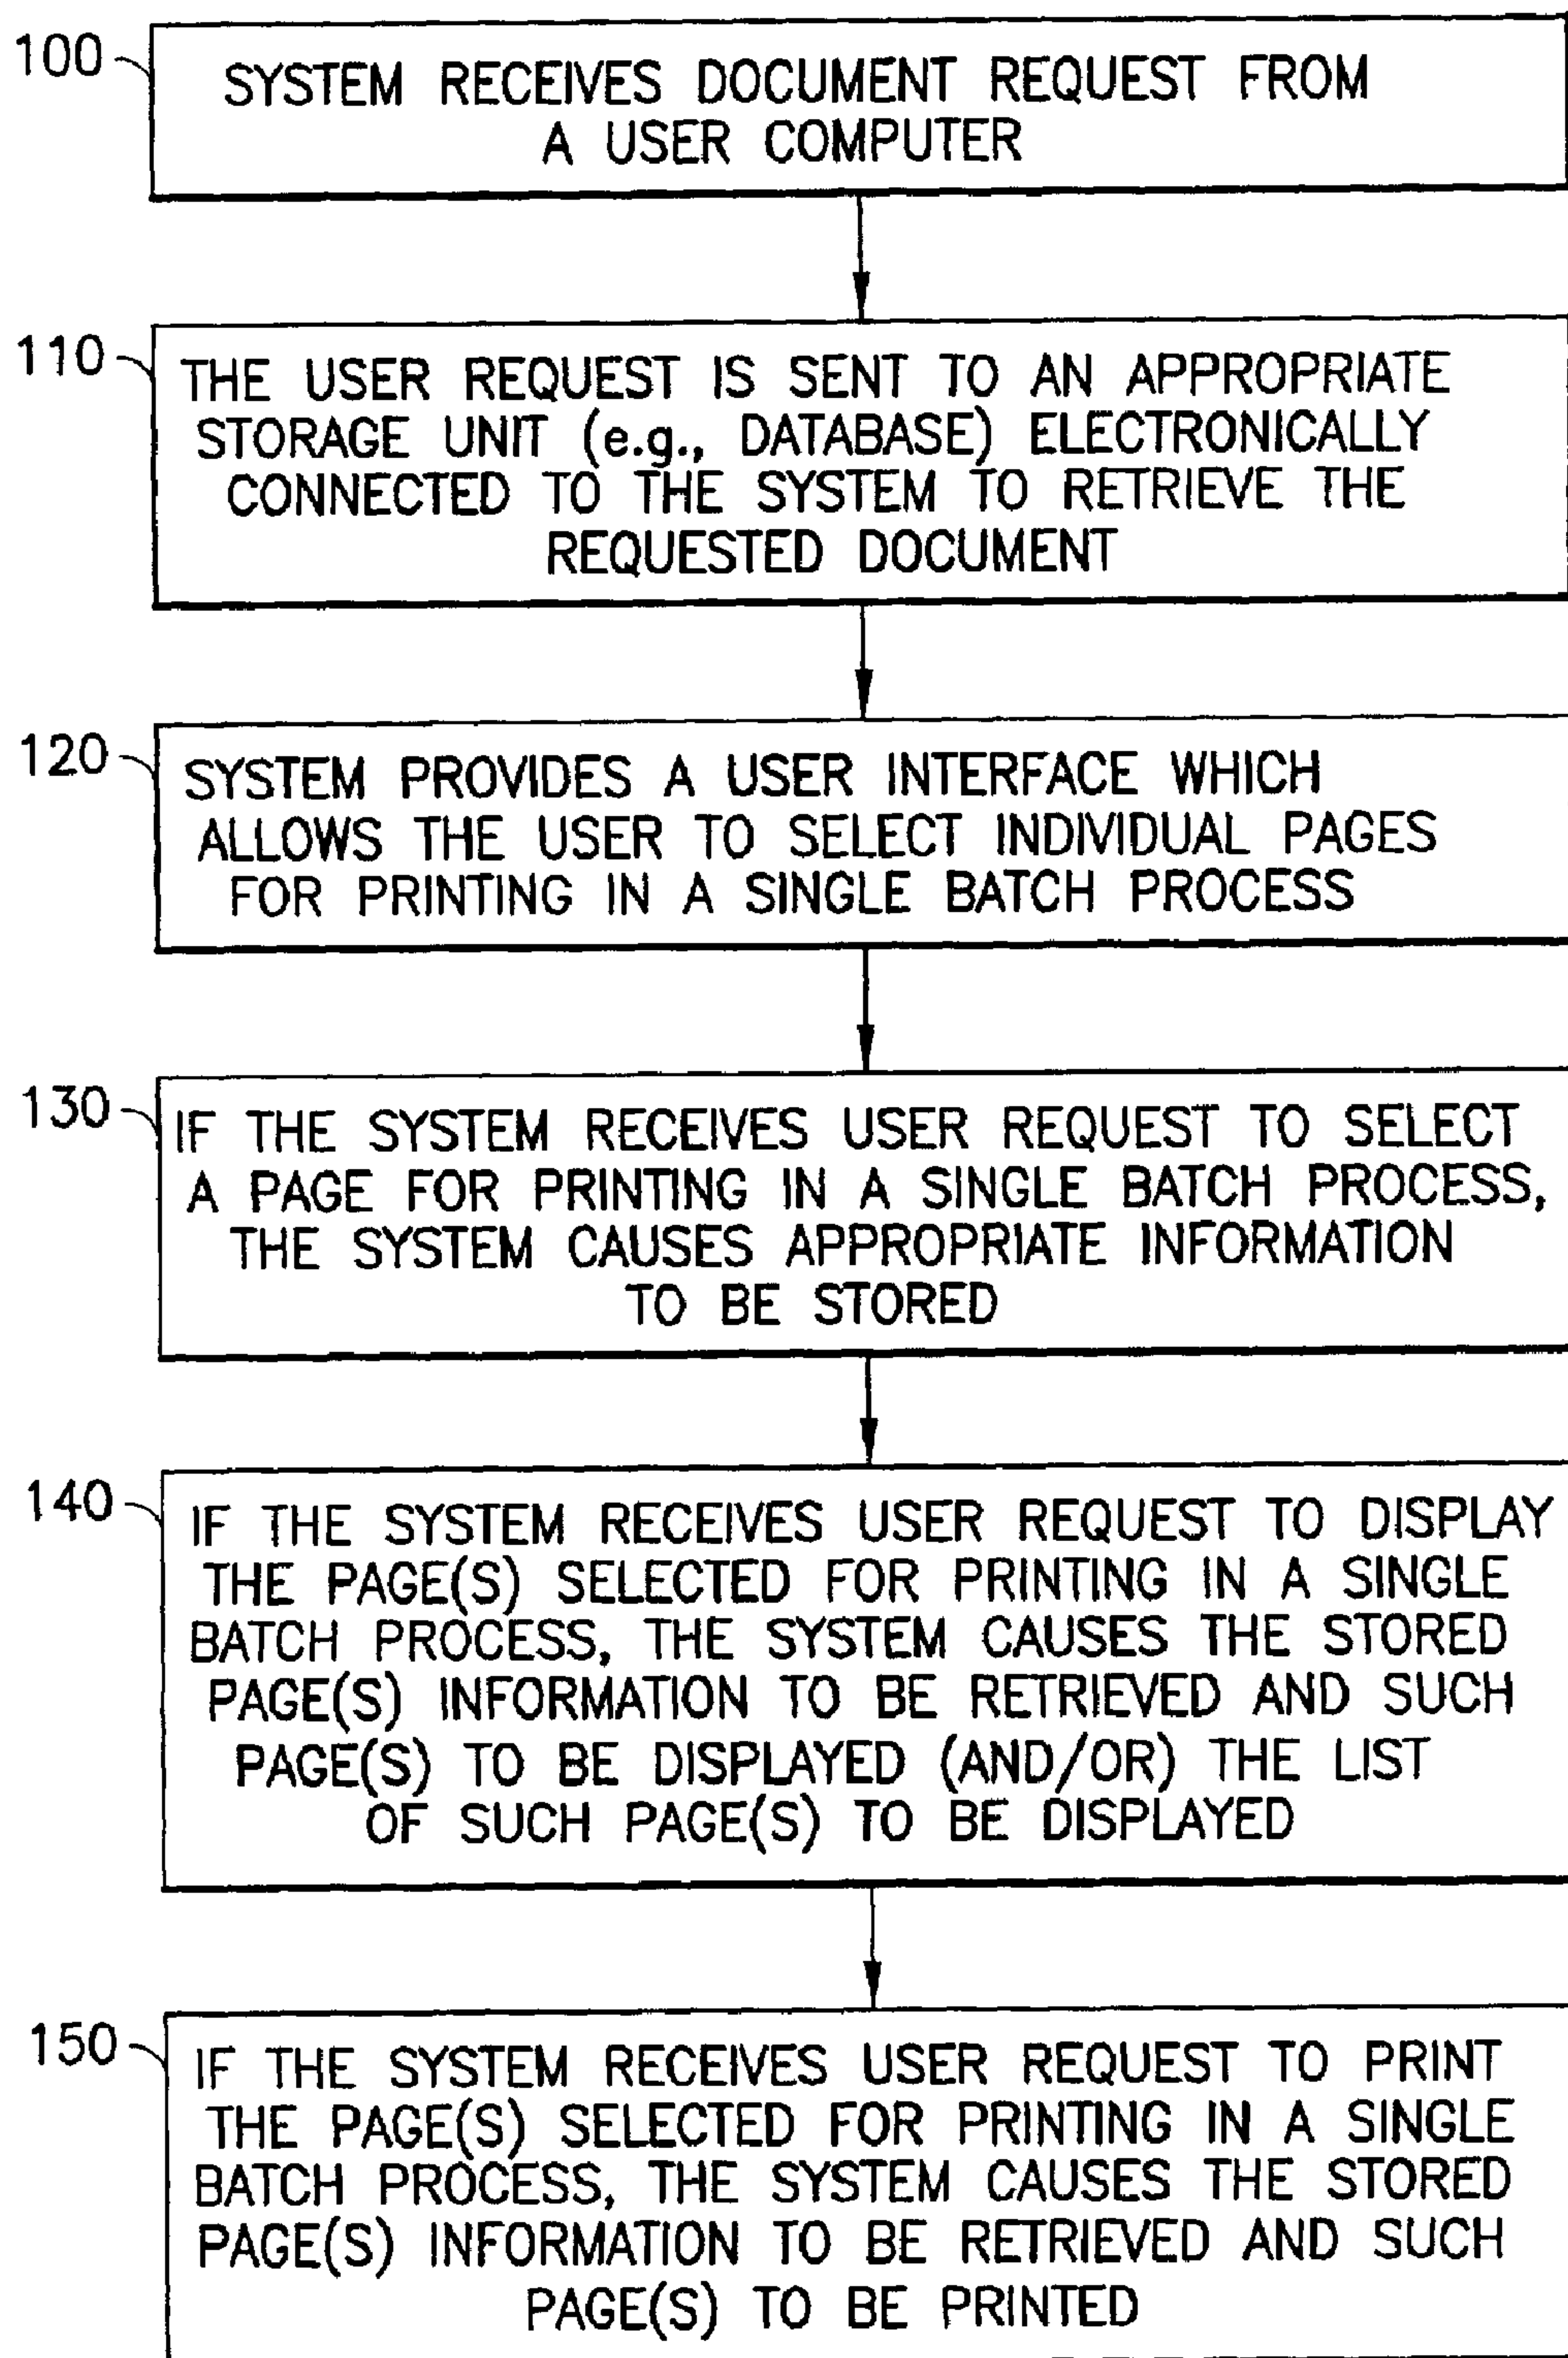 100
SYSTEM RECEIVES DOCUMENT REQUEST FROM
A USER COMPUTER
110
THE USER REQUEST IS SENT TO AN APPROPRIATE
STORAGE UNIT (e.g., DATABASE) ELECTRONICALLY
CONNECTED TO THE SYSTEM TO RETRIEVE THE
REQUESTED DOCUMENT
120
SYSTEM PROVIDES A USER INTERFACE WHICH
ALLOWS THE USER TO SELECT INDIVIDUAL PAGES
FOR PRINTING IN A SINGLE BATCH PROCESS
130
IF THE SYSTEM RECEIVES USER REQUEST TO SELECT
A PAGE FOR PRINTING IN A SINGLE BATCH PROCESS,
THE SYSTEM CAUSES APPROPRIATE INFORMATION
TO BE STORED
140
IF THE SYSTEM RECEIVES USER REQUEST TO DISPLAY
THE PAGE(S) SELECTED FOR PRINTING IN A SINGLE
BATCH PROCESS, THE SYSTEM CAUSES THE STORED
PAGE(S) INFORMATION TO BE RETRIEVED AND SUCH
PAGE(S) TO BE DISPLAYED (AND/OR) THE LIST
OF SUCH PAGE(S) TO BE DISPLAYED
150
IF THE SYSTEM RECEIVES USER REQUEST TO PRINT
THE PAGE(S) SELECTED FOR PRINTING IN A SINGLE
BATCH PROCESS, THE SYSTEM CAUSES THE STORED
PAGE(S) INFORMATION TO BE RETRIEVED AND SUCH
PAGE(S) TO BE PRINTED